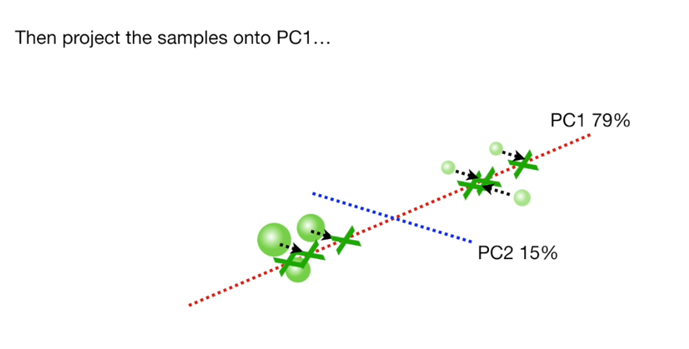 Then project the samples onto PC1…
PC1 79%
PC2 15%